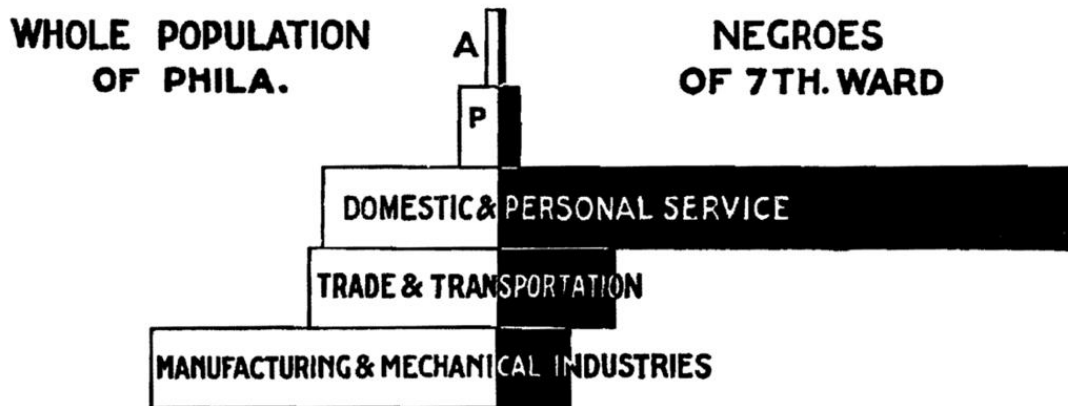 WHOLE POPULATION
OF PHILA.
A
NEGROES
OF 7TH. WARD
P
DOMESTIC & PERSONAL SERVICE
TRADE & TRANSPORTATION
MANUFACTURING & MECHANICAL INDUSTRIES